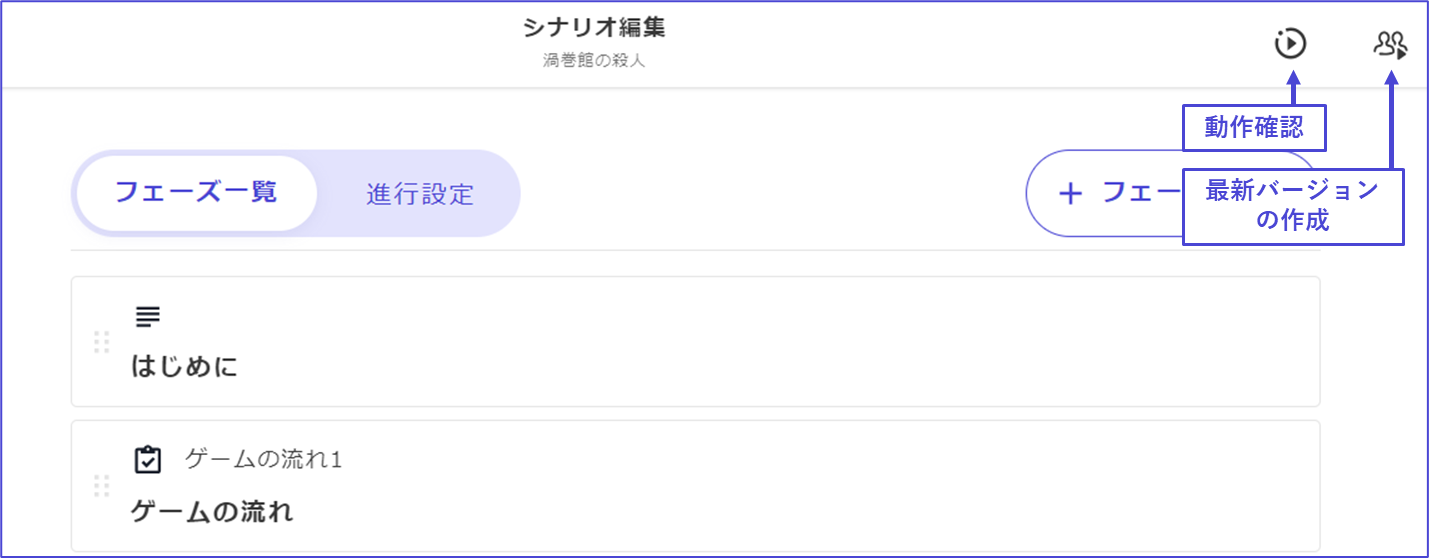 シナリオ編集
渦巻館の殺人
動作確認
フェーズ一覧
進行設定
＋ フェー
最新バージョン
の作成
はじめに
ゲームの流れ1
ゲームの流れ